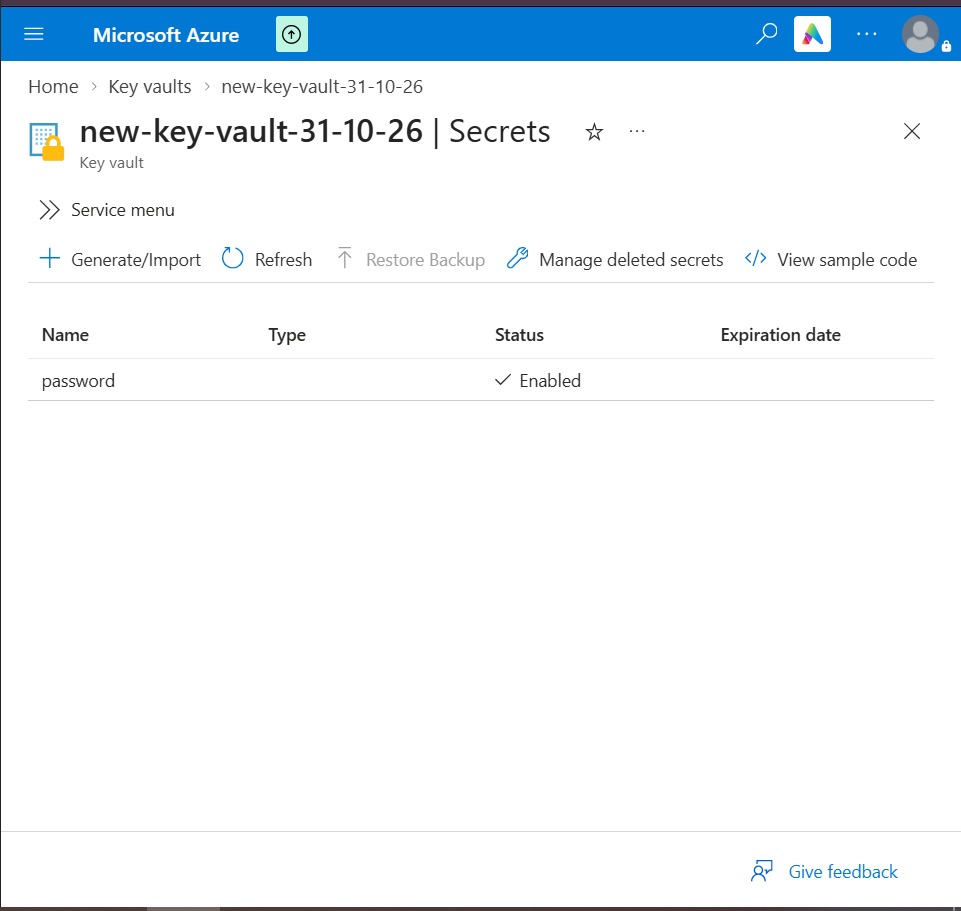 Microsoft Azure
Home > Key vaults > new-key-vault-31-10-26
new-key-vault-31-10-26 | Secrets
Key vault
Service menu
Generate/Import Refresh Restore Backup Manage deleted secrets View sample code
Name Type Status Expiration date
password Enabled
Give feedback